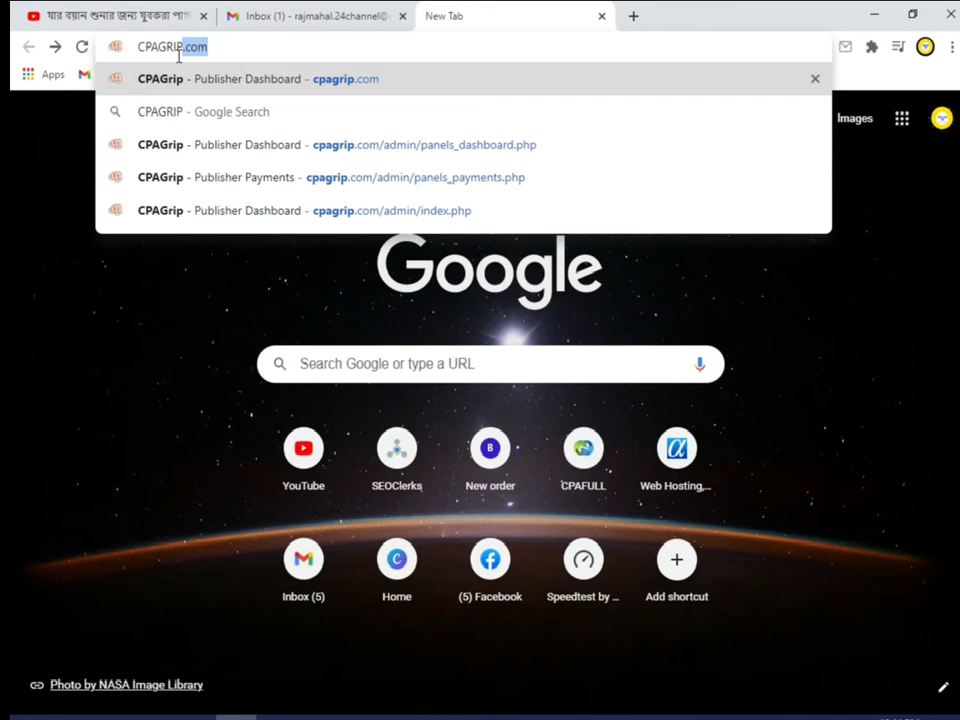 যার বয়ান শুনার জন্য যুবকরা পাগ
Inbox (1) - rajmahal.24channel@
New Tab
CPAGRIP.com
Apps
CPAGrip - Publisher Dashboard - cpagrip.com
CPAGRIP - Google Search
CPAGrip - Publisher Dashboard - cpagrip.com/admin/panels_dashboard.php
CPAGrip - Publisher Payments - cpagrip.com/admin/panels_payments.php
CPAGrip - Publisher Dashboard - cpagrip.com/admin/index.php
Images
Google
Search Google or type a URL
B
α
YouTube
SEOClerks
New order
CPAFULL
Web Hosting,...
C
Inbox (5)
Home
(5) Facebook
Speedtest by ...
Add shortcut
Photo by NASA Image Library